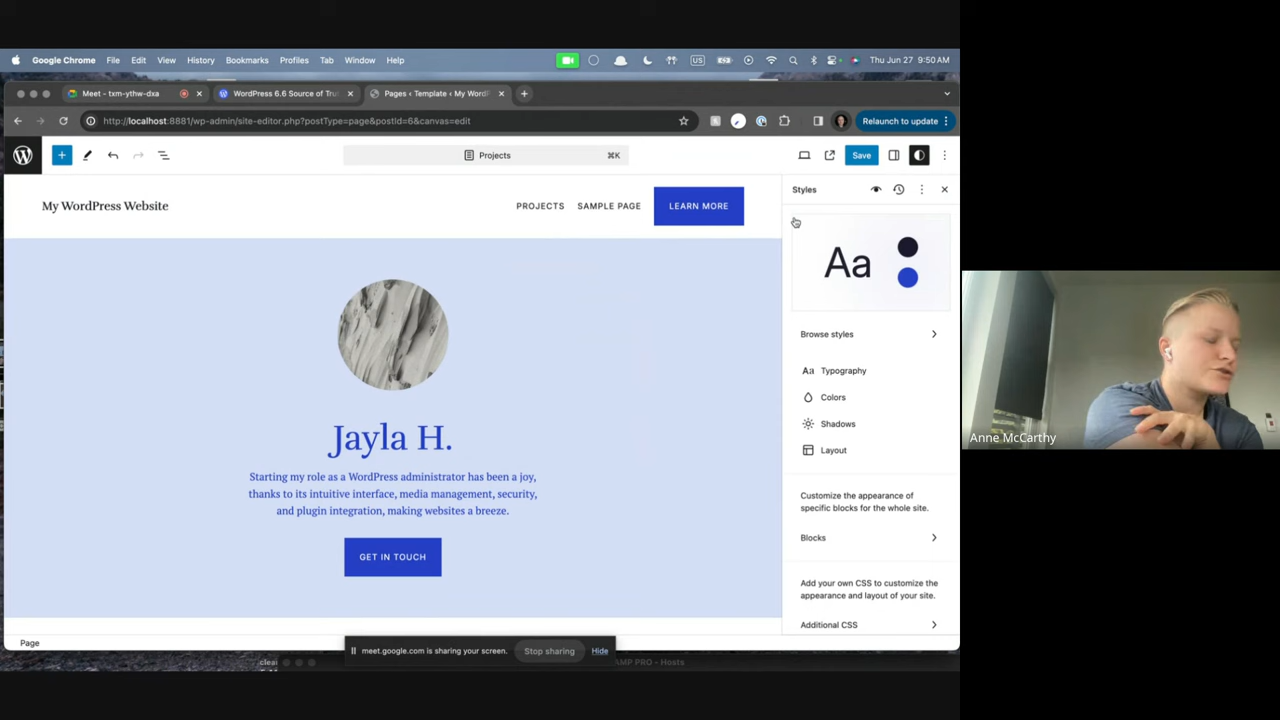 Google Chrome File Edit View History Bookmarks Profiles Tab Window Help US Thu Jun 27 9:50 AM
Meet - txm-ythw-dxa WordPress 6.6 Source of Tru Pages ‹ Template ‹ My WordP
http://localhost:8881/wp-admin/site-editor.php?postType=page&postId=6&canvas=edit Relaunch to update
Projects ⌘K Save
Styles
My WordPress Website PROJECTS SAMPLE PAGE LEARN MORE
Aa
Browse styles
Aa Typography
Colors
Shadows
Layout
Jayla H.
Starting my role as a WordPress administrator has been a joy,
thanks to its intuitive interface, media management, security,
and plugin integration, making websites a breeze.
GET IN TOUCH
Customize the appearance of
specific blocks for the whole site.
Blocks
Add your own CSS to customize the
appearance and layout of your site.
Additional CSS
Page
meet.google.com is sharing your screen. Stop sharing Hide
clea AMP PRO - Hosts
Anne McCarthy